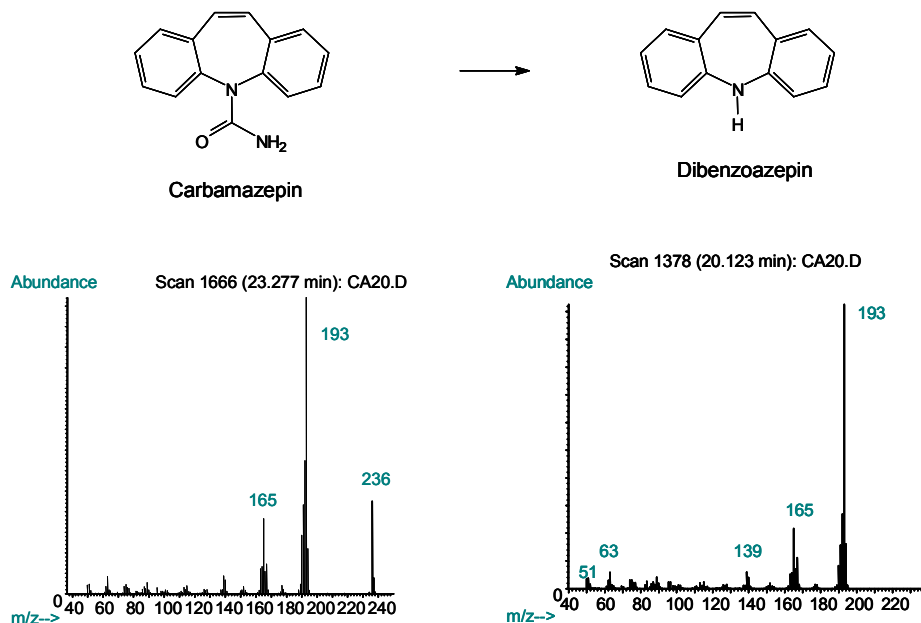 N
O
NH2
Carbamazepin
N
H
Dibenzoazepin
Scan 1666 (23.277 min): CA20.D
Abundance
193
165
236
0
40 60 80 100 120 140 160 180 200 220 240
m/z-->
Scan 1378 (20.123 min): CA20.D
Abundance
193
165
139
63
51
0
40 60 80 100 120 140 160 180 200 220
m/z-->